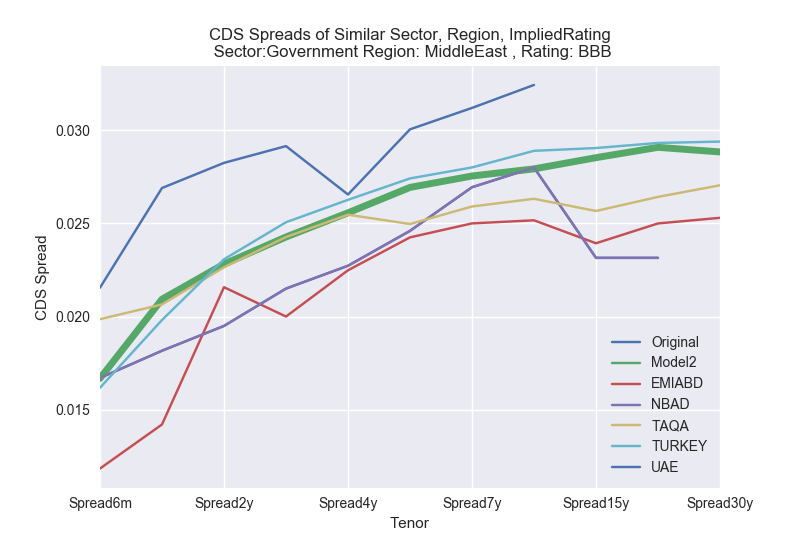 CDS Spreads of Similar Sector, Region, ImpliedRating
Sector:Government Region: MiddleEast , Rating: BBB
CDS Spread
0.030
0.025
0.020
0.015
Original
Model2
EMIABD
NBAD
TAQA
TURKEY
UAE
Spread6m Spread2y Spread4y Spread7y Spread15y Spread30y
Tenor